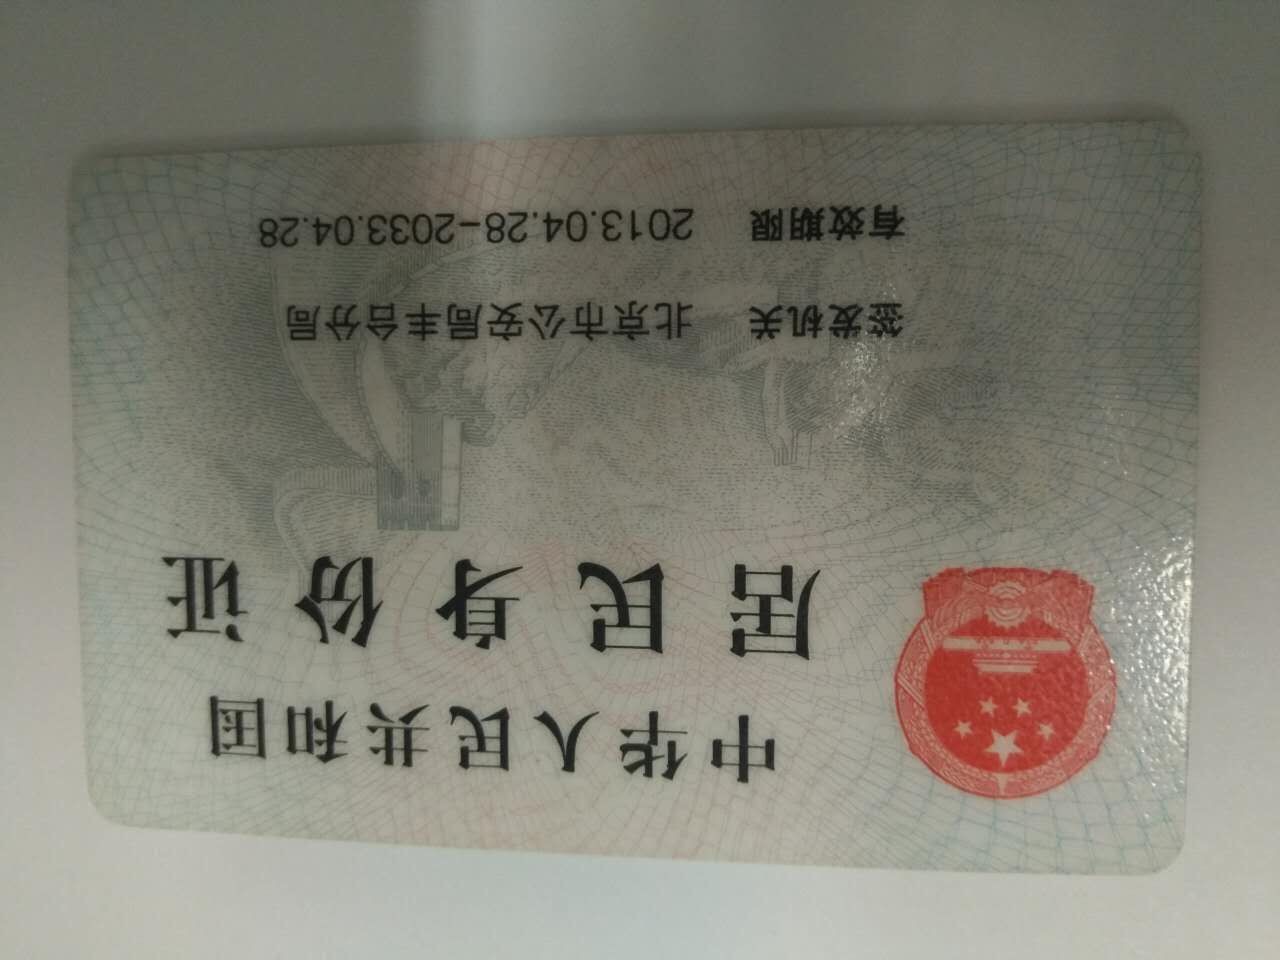 中华人民共和国
居民身份证
签发机关 北京市公安局丰台分局
有效期限 2013.04.28-2033.04.28